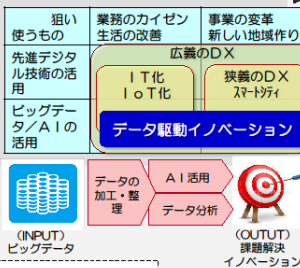 狙い
使うもの
業務のカイゼン
生活の改善
事業の変革
新しい地域作り
先進デジタ
ル技術の活
用
広義のDX
IT化
IoT化
狭義のDX
スマートシティ
ビッグデー
タ/AIの活
用
データ駆動イノベーション
データの
加工・整
理
AI活用
データ分析
(INPUT)
ビッグデータ
(OUTUT)
課題解決
イノベーション